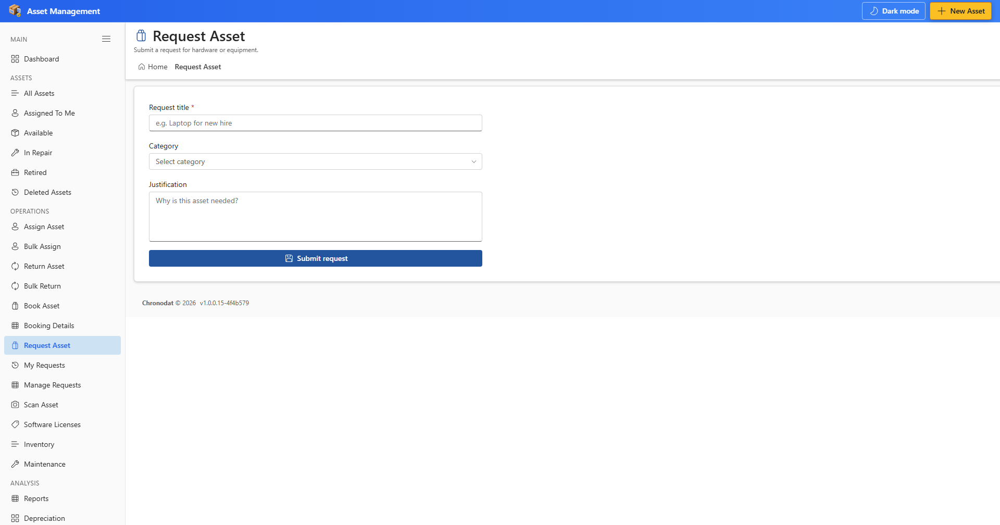 Asset Management
Dark mode
New Asset
MAIN
Dashboard
ASSETS
All Assets
Assigned To Me
Available
In Repair
Retired
Deleted Assets
OPERATIONS
Assign Asset
Bulk Assign
Return Asset
Bulk Return
Book Asset
Booking Details
Request Asset
My Requests
Manage Requests
Scan Asset
Software Licenses
Inventory
Maintenance
ANALYSIS
Reports
Depreciation
Request Asset
Submit a request for hardware or equipment.
Home Request Asset
Request title *
e.g. Laptop for new hire
Category
Select category
Justification
Why is this asset needed?
Submit request
Chronodat © 2026 v1.0.0.15-4f4b579